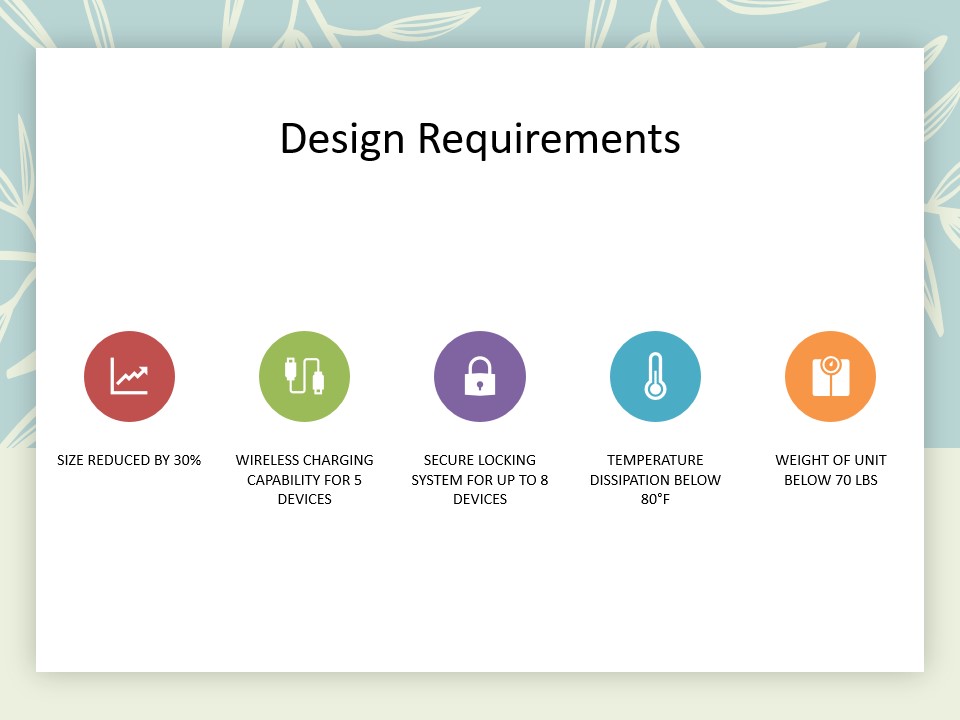 Design Requirements
SIZE REDUCED BY 30%
WIRELESS CHARGING
CAPABILITY FOR 5
DEVICES
SECURE LOCKING
SYSTEM FOR UP TO 8
DEVICES
TEMPERATURE
DISSIPATION BELOW
80°F
WEIGHT OF UNIT
BELOW 70 LBS